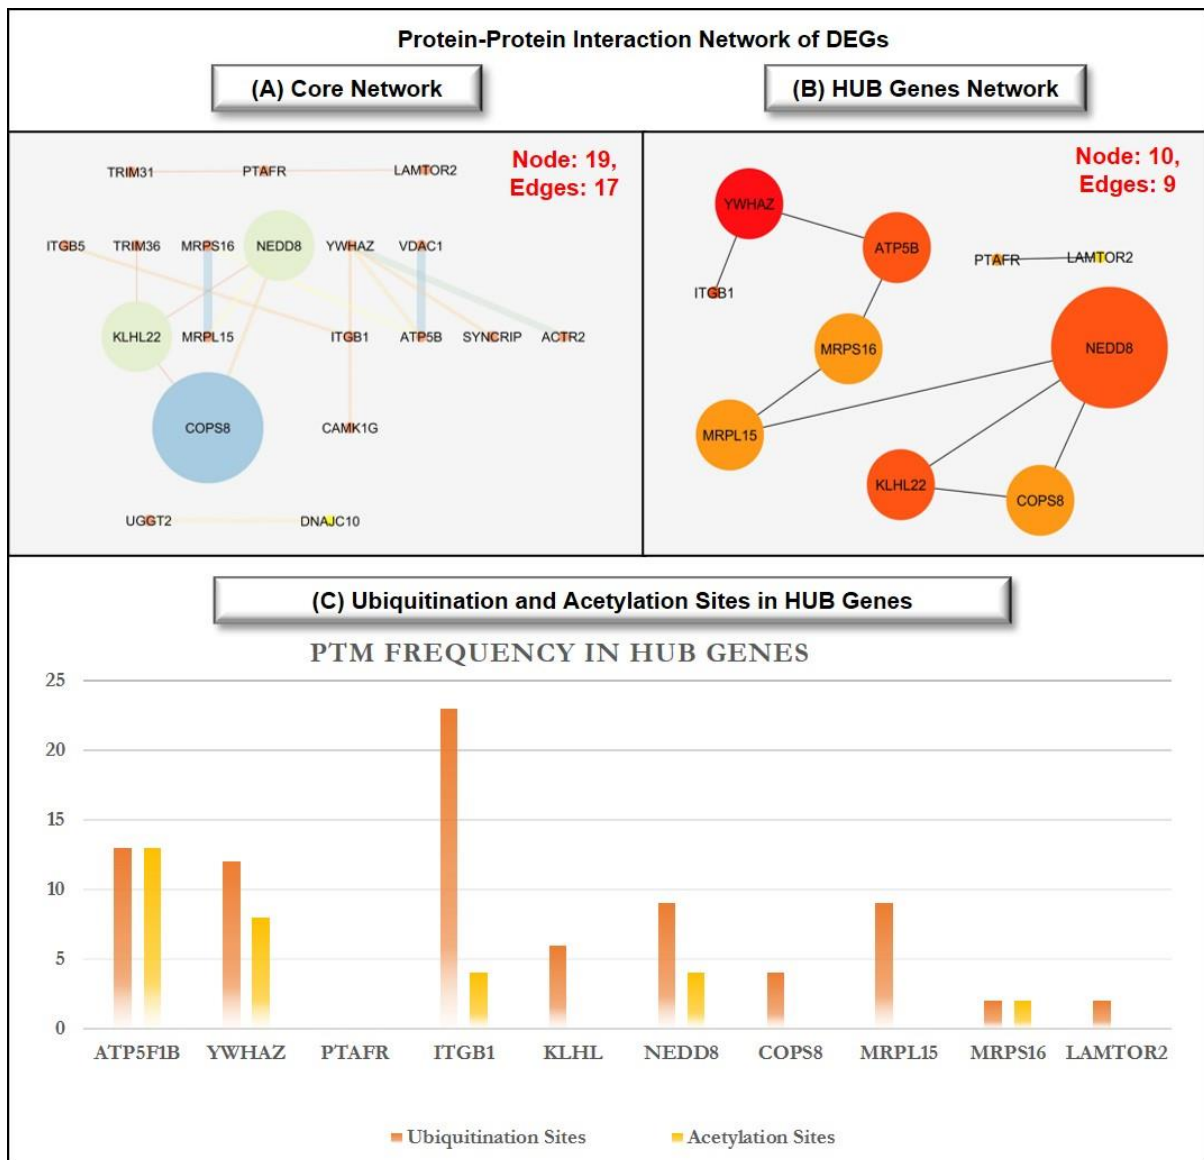 Protein-Protein Interaction Network of DEGs
(A) Core Network
(B) HUB Genes Network
Node: 19,
Edges: 17
TRIM31 PTAFR LAMTOR2
ITGB5 TRIM36 MRPS16 NEDD8 YWHAZ VDAC1
KLHL22 MRPL15 ITGB1 ATP5B SYNCRIP ACTR2
COPS8 CAMK1G
UGGT2 DNAJC10
Node: 10,
Edges: 9
YWHAZ
ATP5B
PTAFR LAMTOR2
ITGB1
MRPS16 NEDD8
MRPL15
KLHL22
COPS8
(C) Ubiquitination and Acetylation Sites in HUB Genes
PTM FREQUENCY IN HUB GENES
25
20
15
10
5
0
ATP5F1B YWHAZ PTAFR ITGB1 KLHL NEDD8 COPS8 MRPL15 MRPS16 LAMTOR2
Ubiquitination Sites Acetylation Sites